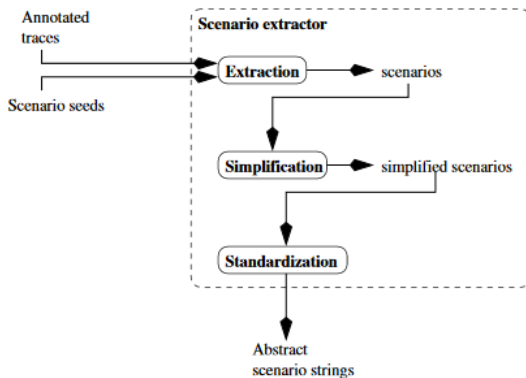 Annotated
traces
Scenario extractor
Extraction
scenarios
Scenario seeds
Simplification
simplified scenarios
Standardization
Abstract
scenario strings